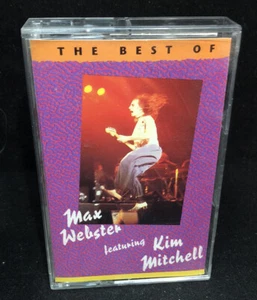 THE BEST OF
Max
Webster
featuring Kim
Mitchell